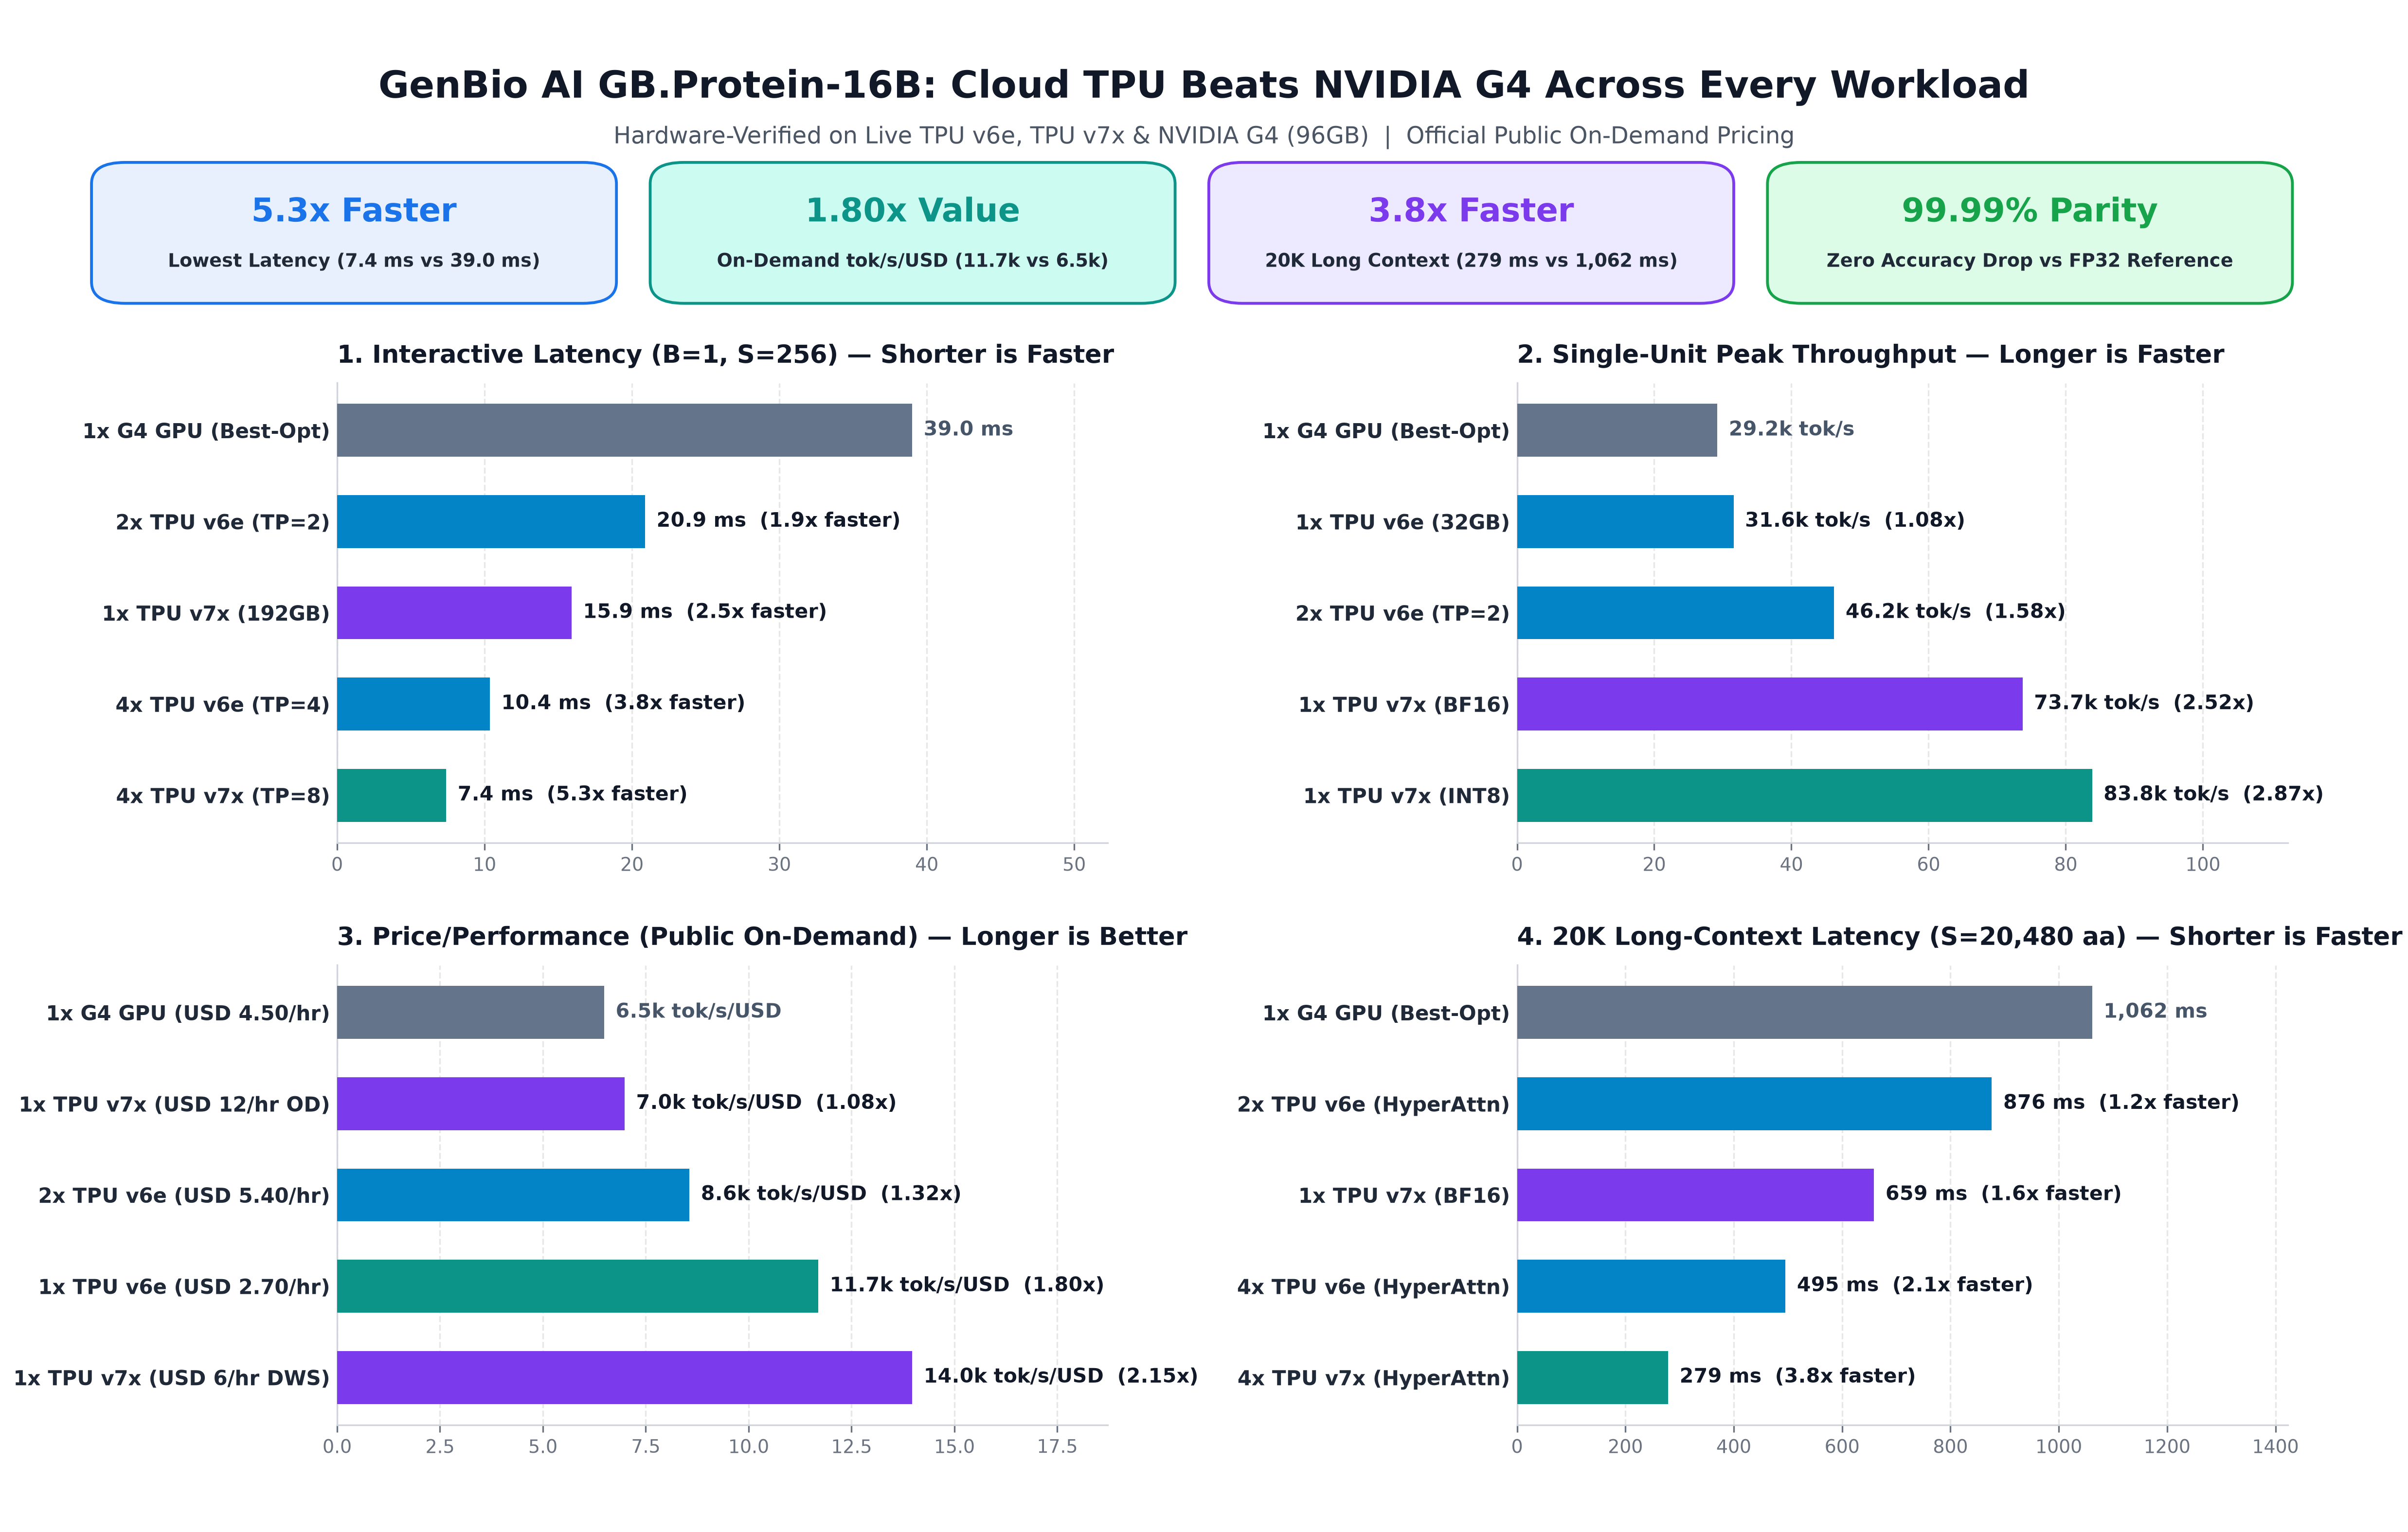 GenBio AI GB.Protein-16B: Cloud TPU Beats NVIDIA G4 Across Every Workload
Hardware-Verified on Live TPU v6e, TPU v7x & NVIDIA G4 (96GB) | Official Public On-Demand Pricing
5.3x Faster
Lowest Latency (7.4 ms vs 39.0 ms)
1.80x Value
On-Demand tok/s/USD (11.7k vs 6.5k)
3.8x Faster
20K Long Context (279 ms vs 1,062 ms)
99.99% Parity
Zero Accuracy Drop vs FP32 Reference
1. Interactive Latency (B=1, S=256) — Shorter is Faster
1x G4 GPU (Best-Opt)
39.0 ms
2x TPU v6e (TP=2)
20.9 ms (1.9x faster)
1x TPU v7x (192GB)
15.9 ms (2.5x faster)
4x TPU v6e (TP=4)
10.4 ms (3.8x faster)
4x TPU v7x (TP=8)
7.4 ms (5.3x faster)
0 10 20 30 40 50
2. Single-Unit Peak Throughput — Longer is Faster
1x G4 GPU (Best-Opt)
29.2k tok/s
1x TPU v6e (32GB)
31.6k tok/s (1.08x)
2x TPU v6e (TP=2)
46.2k tok/s (1.58x)
1x TPU v7x (BF16)
73.7k tok/s (2.52x)
1x TPU v7x (INT8)
83.8k tok/s (2.87x)
0 20 40 60 80 100
3. Price/Performance (Public On-Demand) — Longer is Better
1x G4 GPU (USD 4.50/hr)
6.5k tok/s/USD
1x TPU v7x (USD 12/hr OD)
7.0k tok/s/USD (1.08x)
2x TPU v6e (USD 5.40/hr)
8.6k tok/s/USD (1.32x)
1x TPU v6e (USD 2.70/hr)
11.7k tok/s/USD (1.80x)
1x TPU v7x (USD 6/hr DWS)
14.0k tok/s/USD (2.15x)
0.0 2.5 5.0 7.5 10.0 12.5 15.0 17.5
4. 20K Long-Context Latency (S=20,480 aa) — Shorter is Faster
1x G4 GPU (Best-Opt)
1,062 ms
2x TPU v6e (HyperAttn)
876 ms (1.2x faster)
1x TPU v7x (BF16)
659 ms (1.6x faster)
4x TPU v6e (HyperAttn)
495 ms (2.1x faster)
4x TPU v7x (HyperAttn)
279 ms (3.8x faster)
0 200 400 600 800 1000 1200 1400